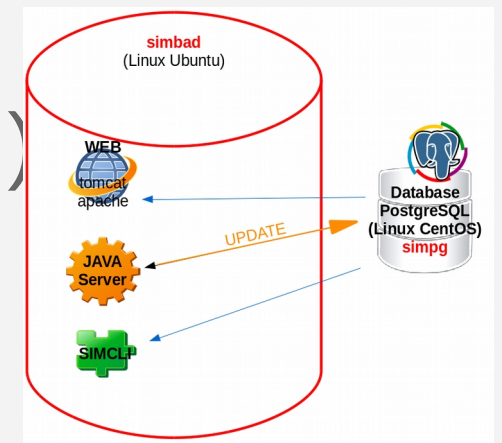 simbad
(Linux Ubuntu)
)
WEB
tomcat
apache
UPDATE
JAVA
Server
SIMCLI
Database
PostgreSQL
(Linux CentOS)
simpg